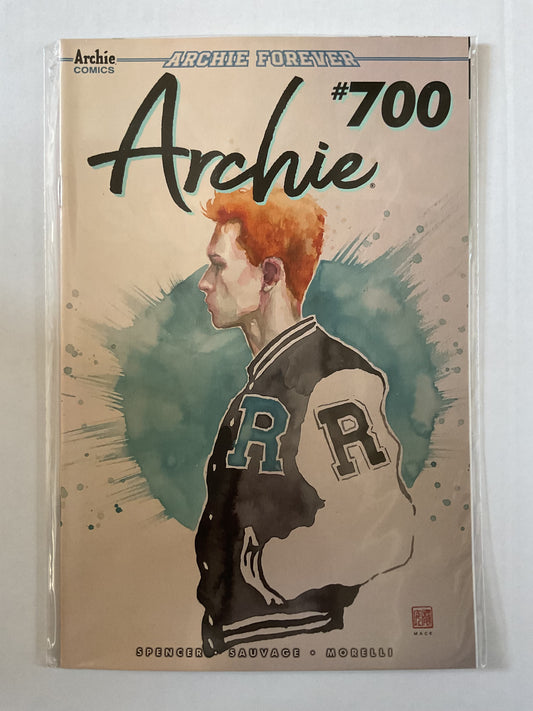 Archie
COMICS
ARCHIE FOREVER
#700
Archie®
R R
MACK
SPENCER • SAUVAGE • MORELLI